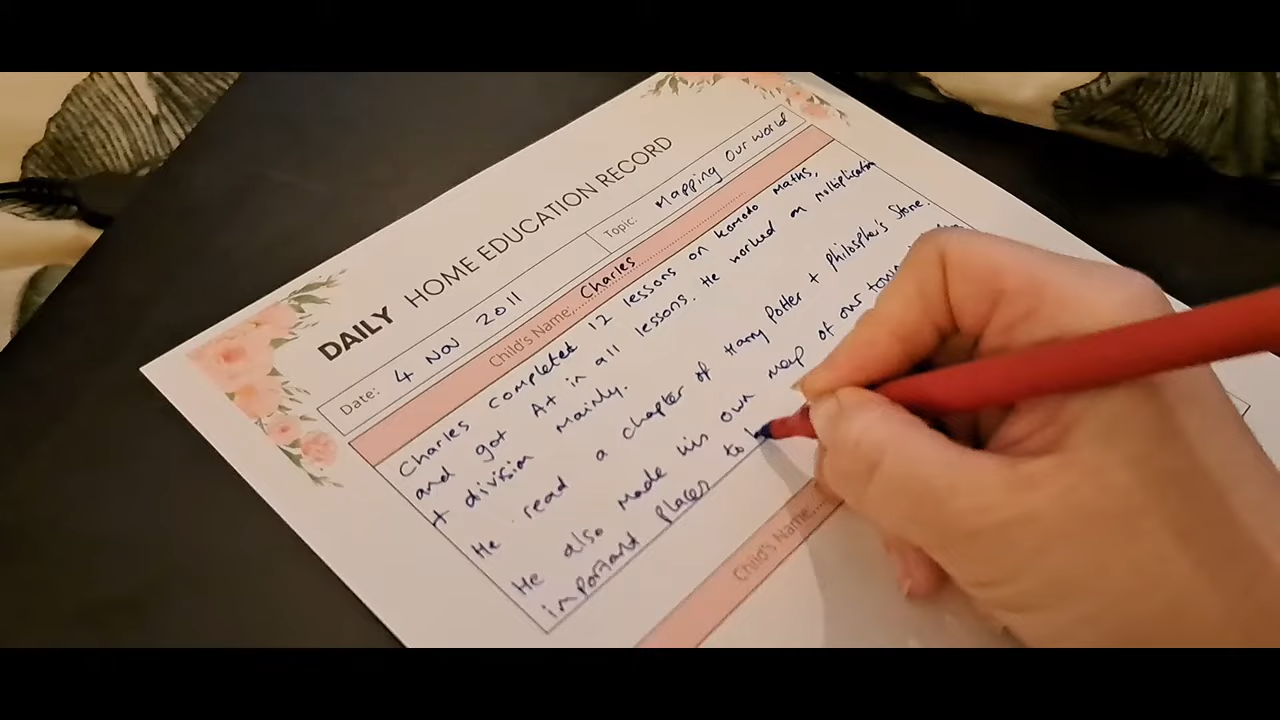 DAILY HOME EDUCATION RECORD
Date: 4 NOV 2011 Topic: Mapping Our World
Child's Name: Charles
Charles completed 12 lessons on Komodo Maths,
and got A+ in all lessons. He worked on multiplication
+ division mainly.
He read a chapter of Harry Potter + Philospher's Stone.
He also made his own map of our town
important places to
Child's Name: